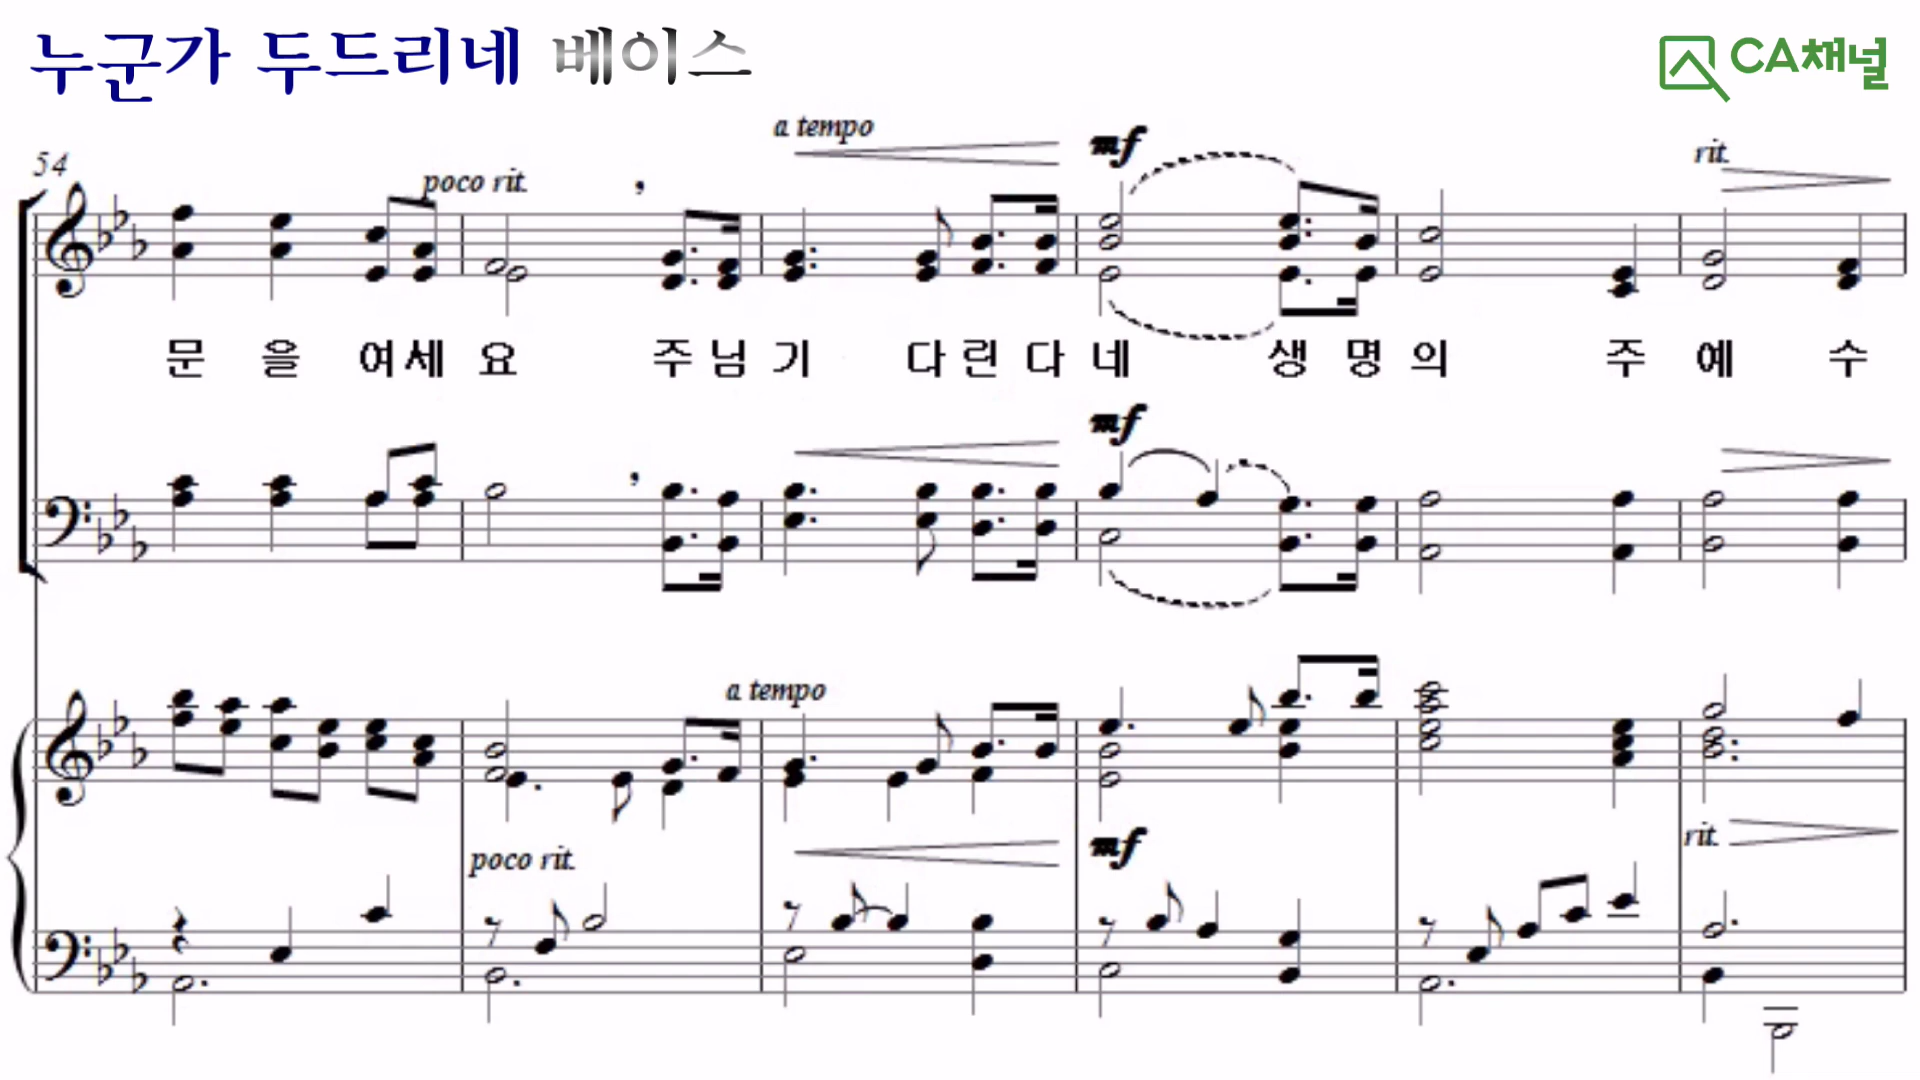 누군가 두드리네 베이스
CA채널
a tempo
mf
54
poco rit.
,
rit.
문 을 여 세 요 주 님 기 다 린 다 네 생 명 의 주 예 수
mf
,
a tempo
mf
rit.
poco rit.